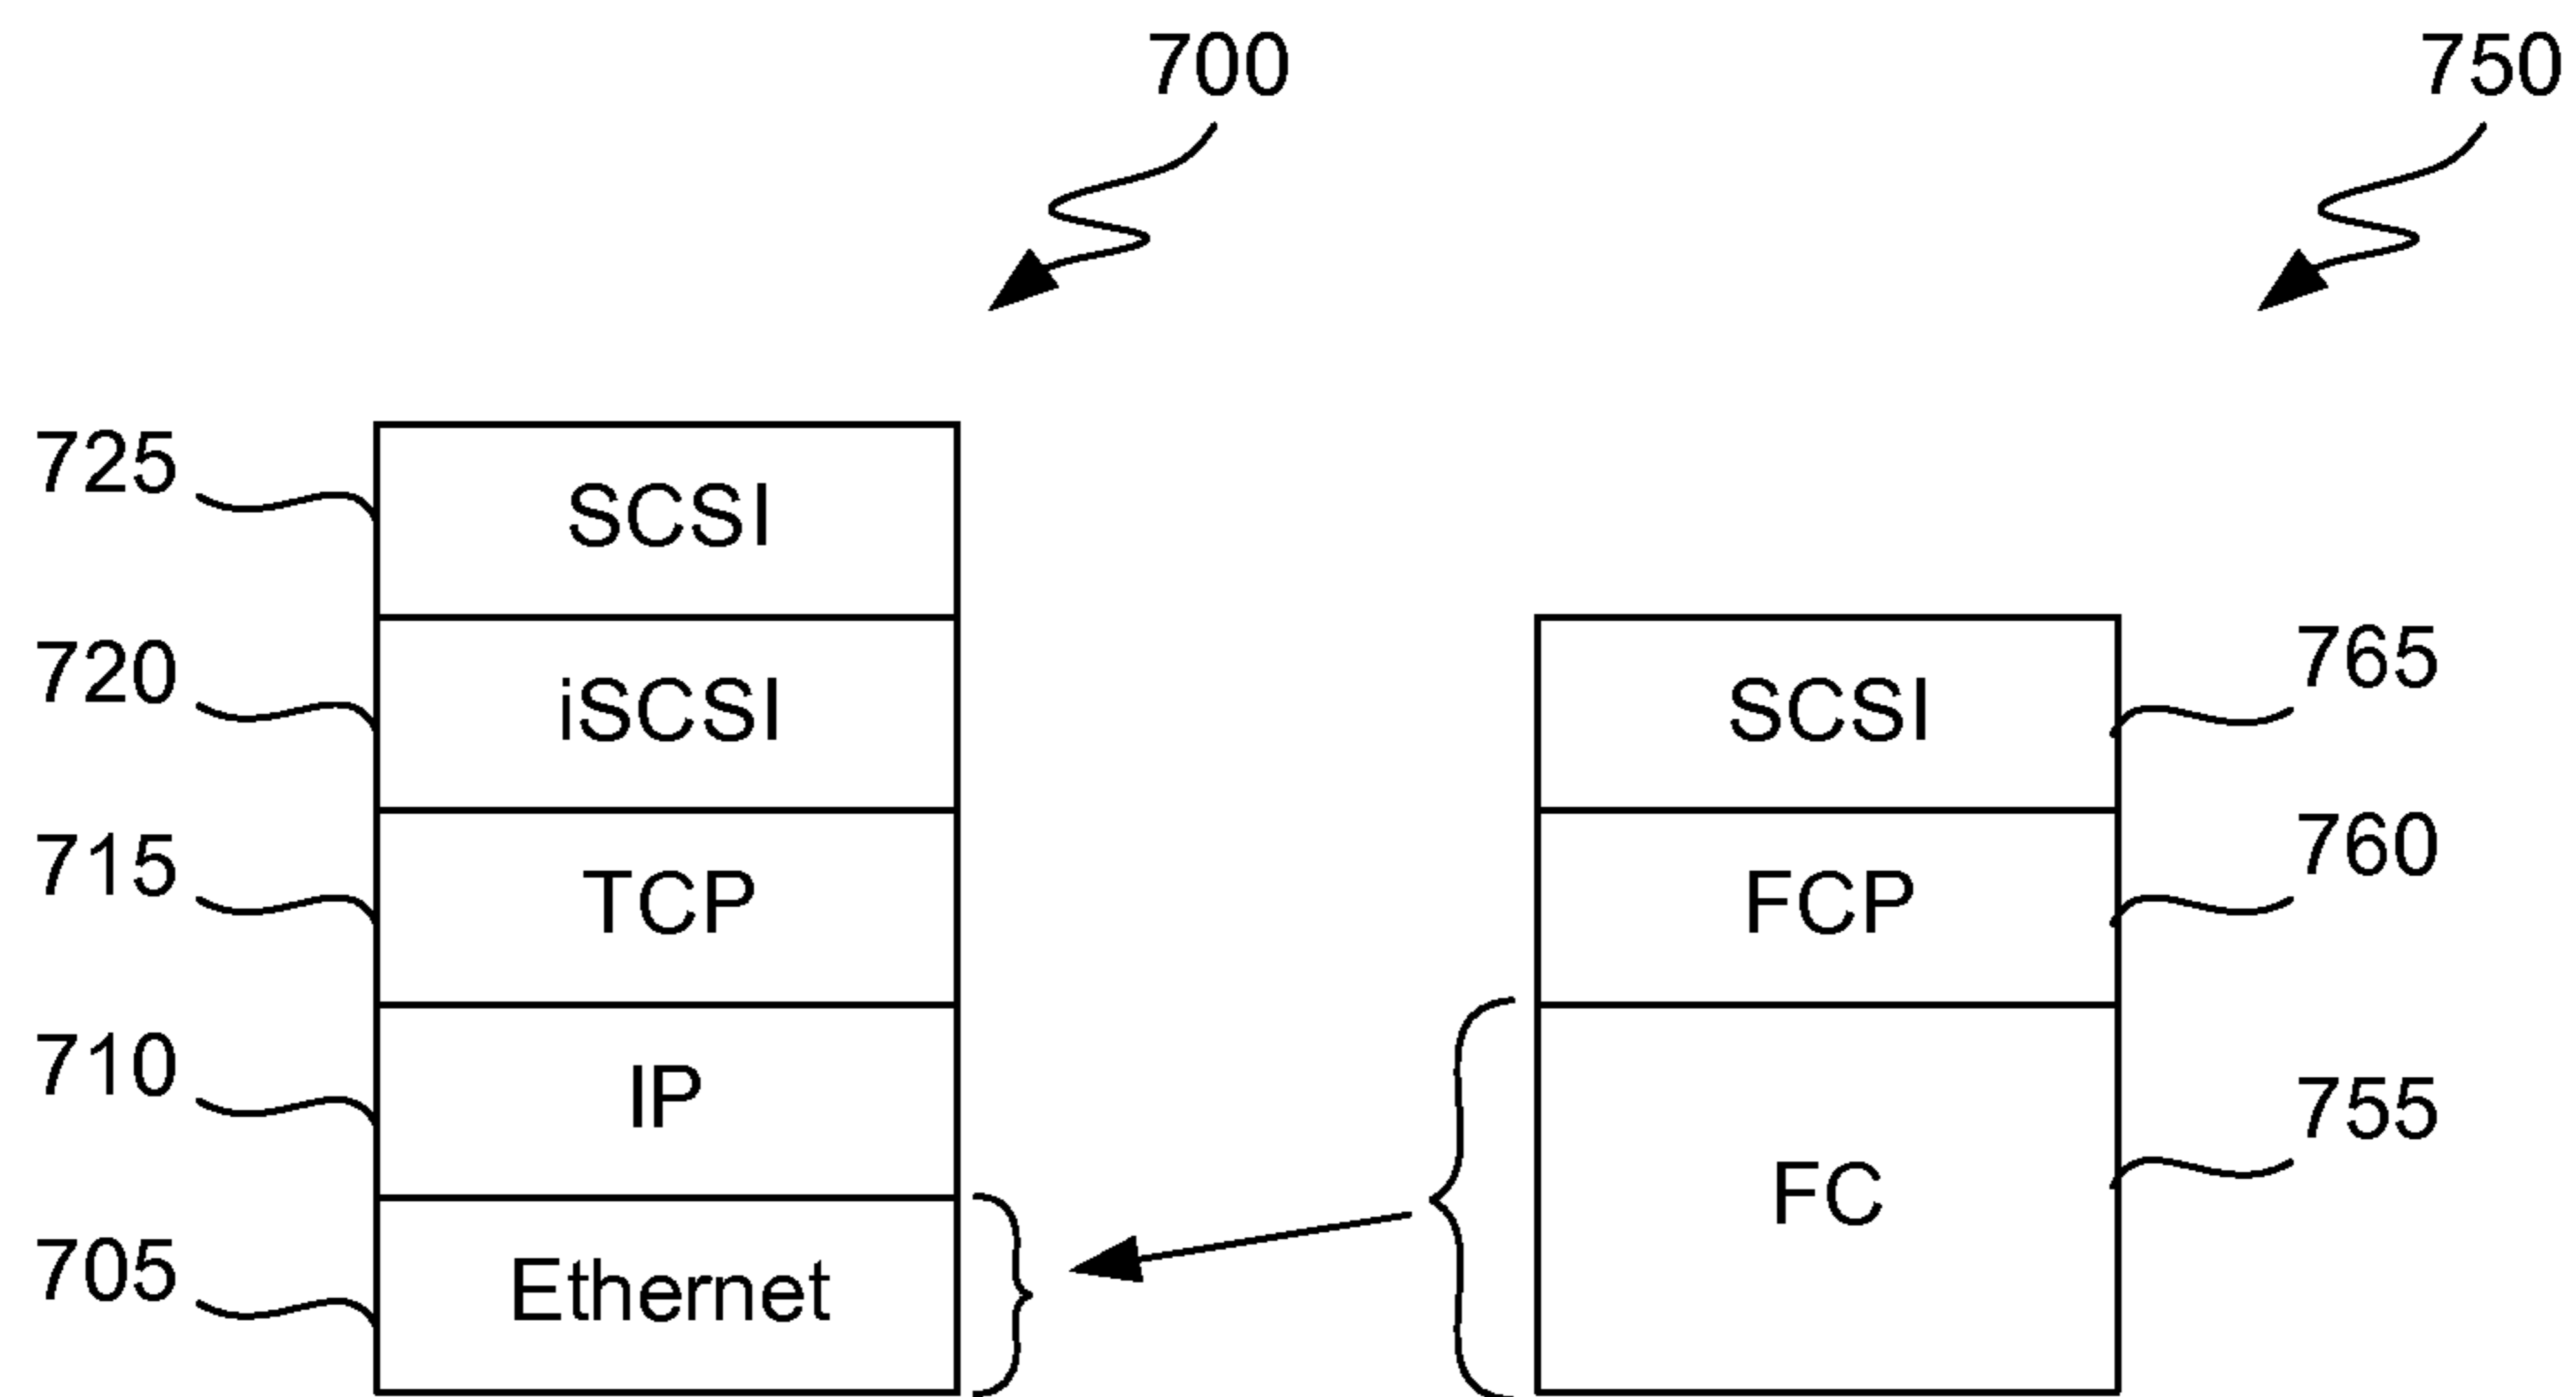 700
750
725
SCSI
720
iSCSI
SCSI
765
715
TCP
FCP
760
710
IP
FC
755
705
Ethernet